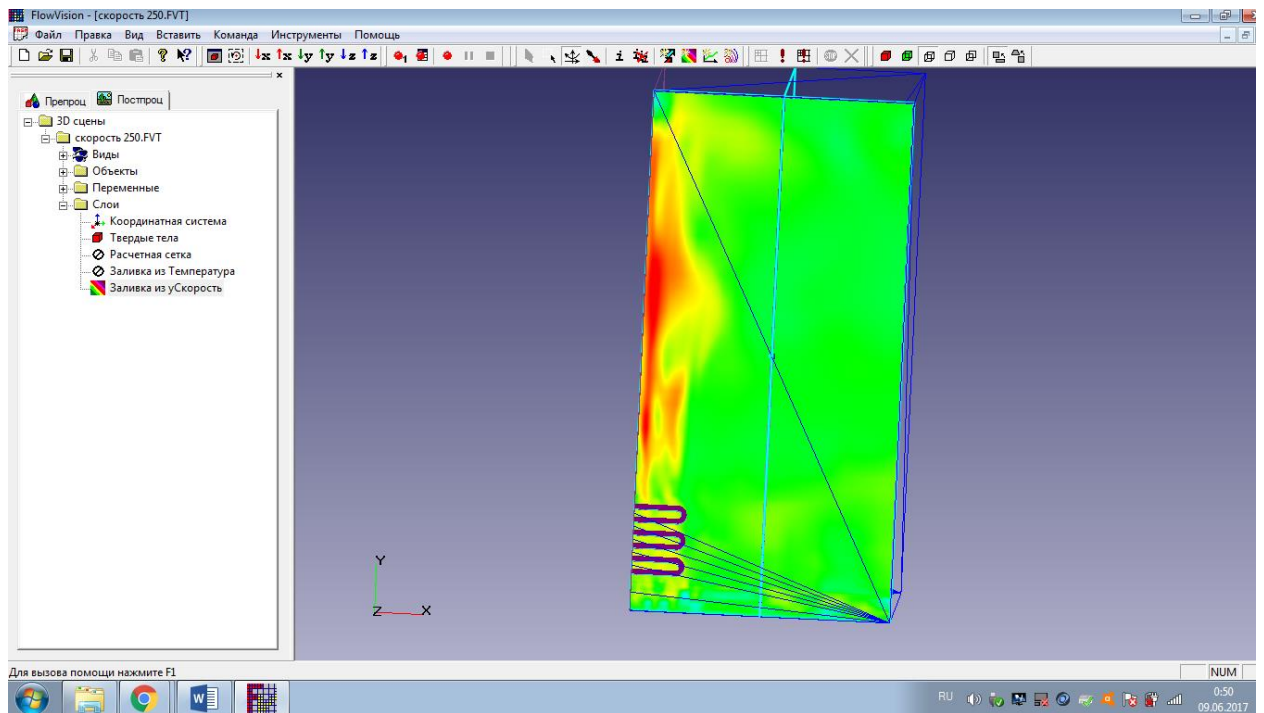 FlowVision - [скорость 250.FVT]
Файл Правка Вид Вставить Команда Инструменты Помощь
Препроц Постпроц
3D сцены
скорость 250.FVT
Виды
Объекты
Переменные
Слои
Координатная система
Твердые тела
Расчетная сетка
Заливка из Температура
Заливка из yСкорость
Y
Z X
Для вызова помощи нажмите F1
NUM
RU
0:50
09.06.2017